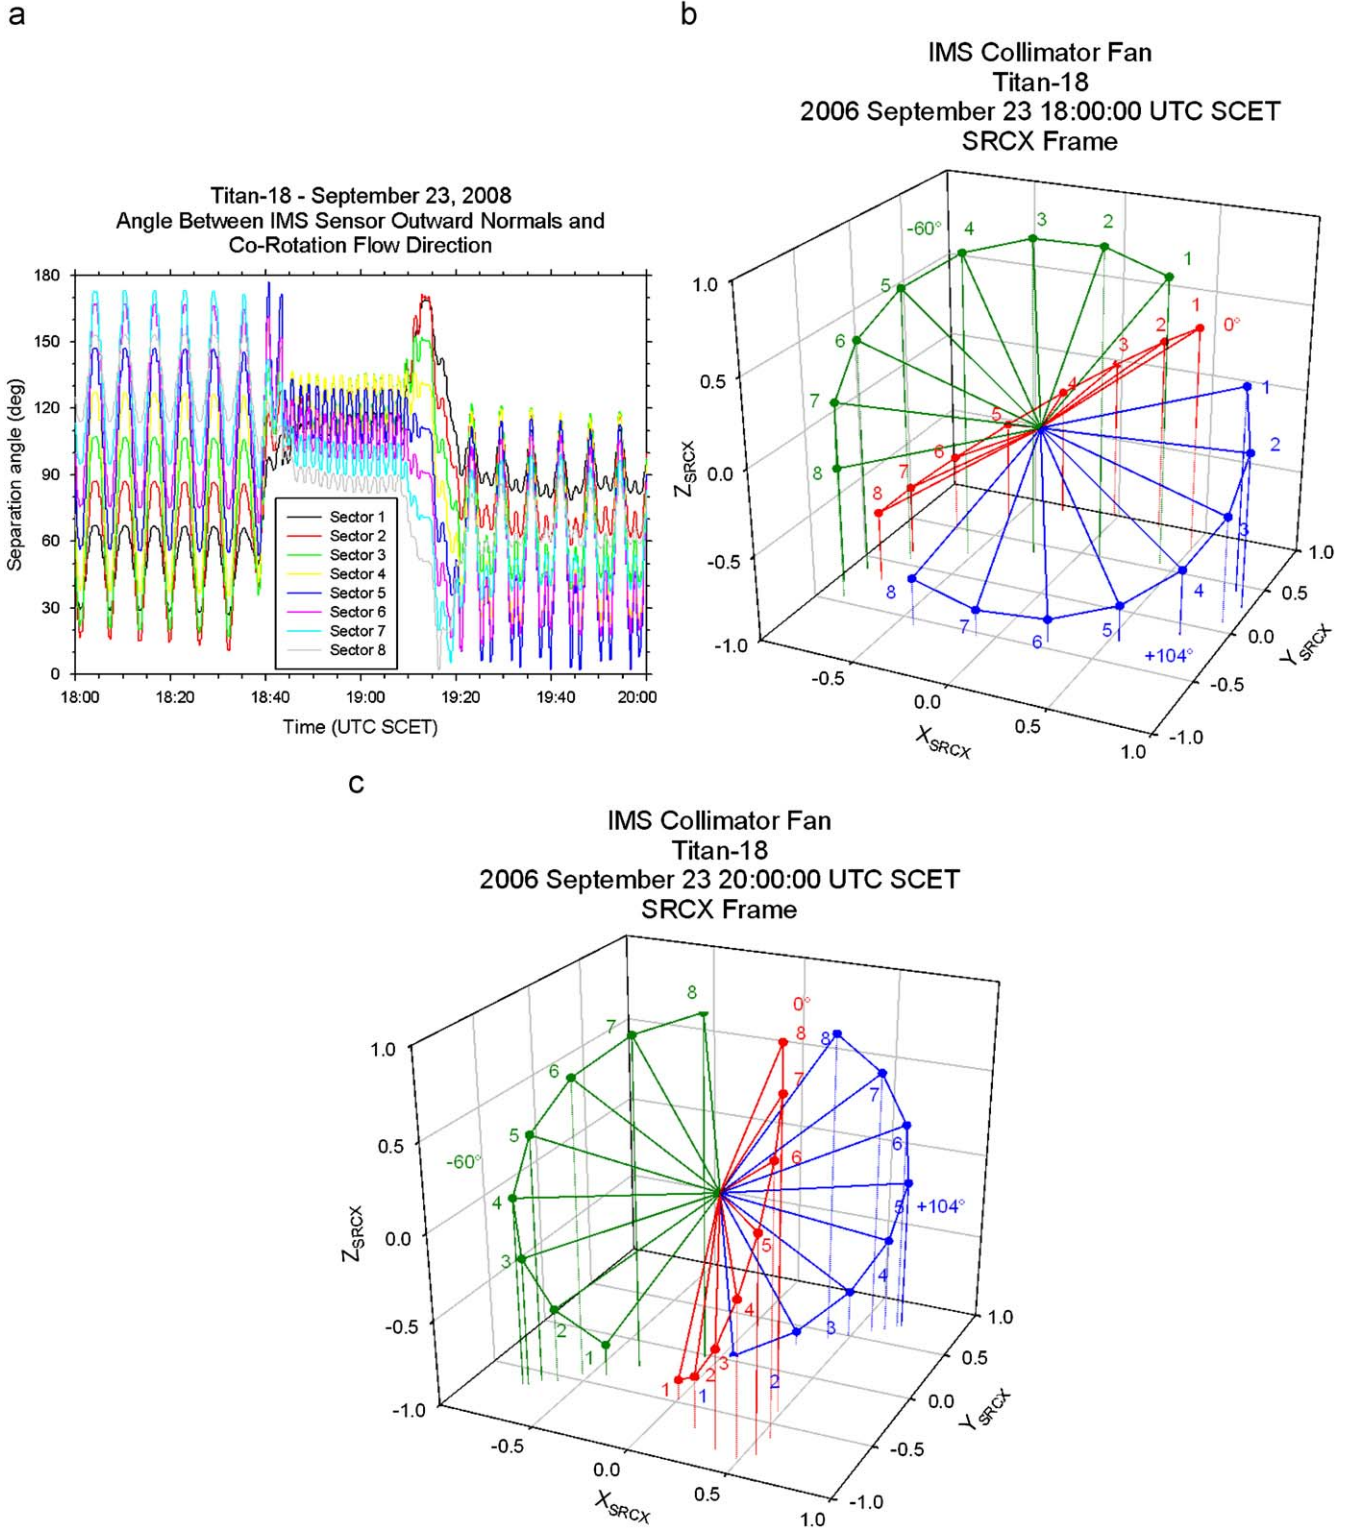 a
Titan-18 - September 23, 2008
Angle Between IMS Sensor Outward Normals and
Co-Rotation Flow Direction
Separation angle (deg)
180
150
120
90
60
30
0
Sector 1
Sector 2
Sector 3
Sector 4
Sector 5
Sector 6
Sector 7
Sector 8
18:00 18:20 18:40 19:00 19:20 19:40 20:00
Time (UTC SCET)
b
IMS Collimator Fan
Titan-18
2006 September 23 18:00:00 UTC SCET
SRCX Frame
-60°
4 3 2 1
5
6
7
8
1 0°
2
3
4
5
6
7
8
1
2
3
4
5
6
7
8
+104°
1.0
0.5
0.0
-0.5
-1.0
ZSRCX
-0.5
0.0
0.5
1.0
XSRCX
1.0
0.5
0.0
-0.5
-1.0
YSRCX
c
IMS Collimator Fan
Titan-18
2006 September 23 20:00:00 UTC SCET
SRCX Frame
8
7
6
5
-60°
4
3
2
1
0°
8
7
6
5
4
3
2
1
8
7
6
5 +104°
4
3
2
1
1.0
0.5
0.0
-0.5
-1.0
ZSRCX
-0.5
0.0
0.5
1.0
XSRCX
1.0
0.5
0.0
-0.5
-1.0
YSRCX